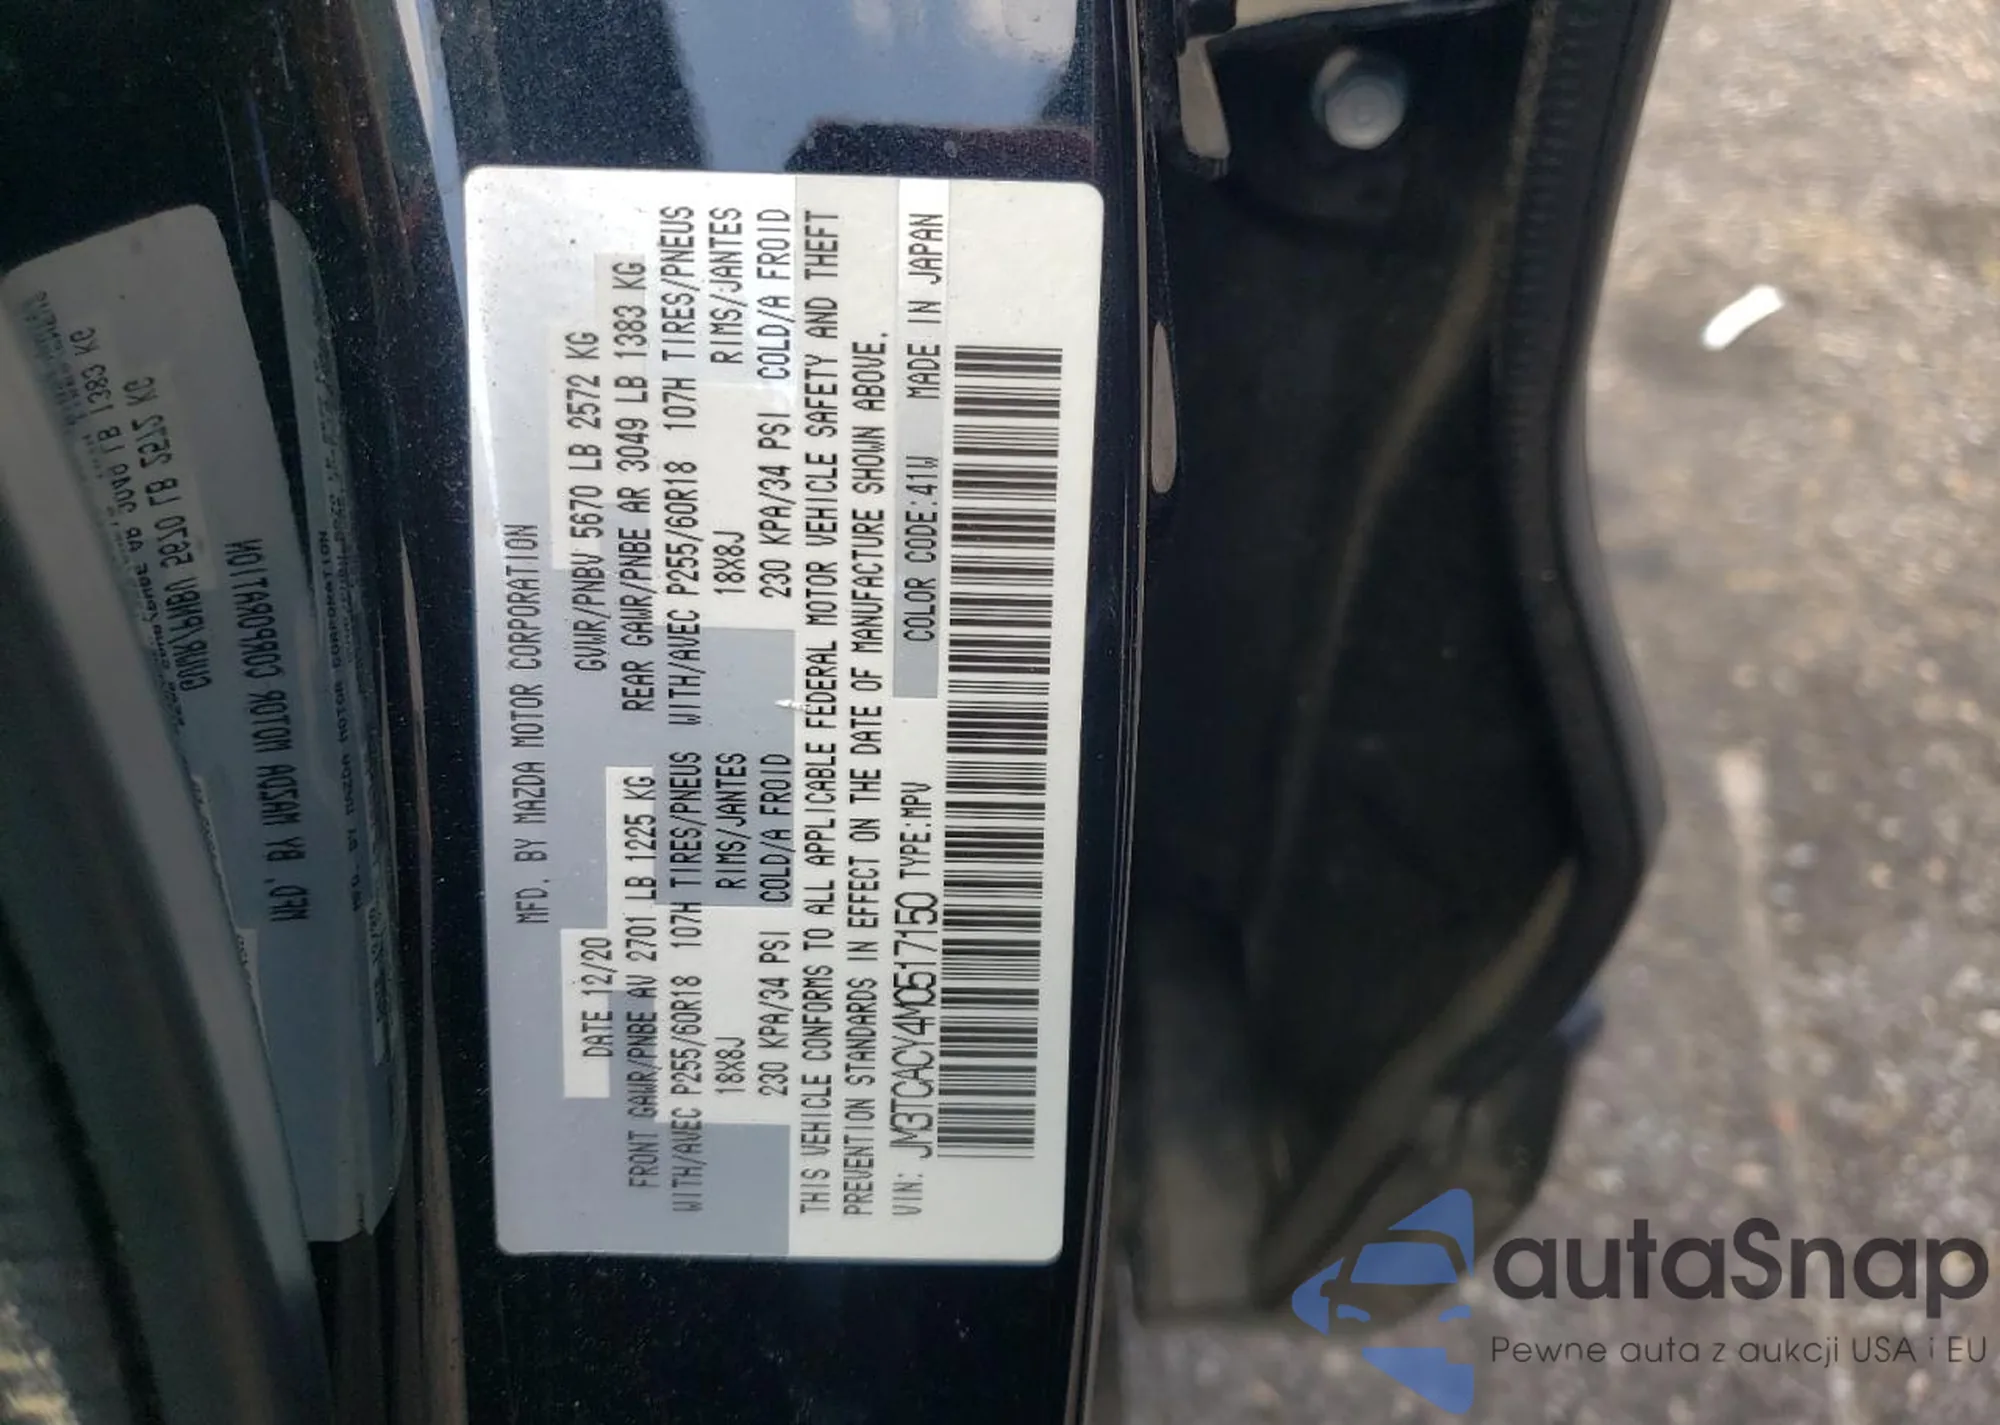 MFD. BY MAZDA MOTOR CORPORATION
DATE 12/20 GVWR/PNBV 5670 LB 2572 KG
FRONT GAWR/PNBE AV 2701 LB 1225 KG REAR GAWR/PNBE AR 3049 LB 1383 KG
WITH/AVEC P255/60R18 107H TIRES/PNEUS WITH/AVEC P255/60R18 107H TIRES/PNEUS
18X8J RIMS/JANTES 18X8J RIMS/JANTES
230 KPA/34 PSI COLD/A FROID 230 KPA/34 PSI COLD/A FROID
THIS VEHICLE CONFORMS TO ALL APPLICABLE FEDERAL MOTOR VEHICLE SAFETY AND THEFT
PREVENTION STANDARDS IN EFFECT ON THE DATE OF MANUFACTURE SHOWN ABOVE.
VIN: JM3TCACY4M0517150 TYPE:MPV COLOR CODE:41W MADE IN JAPAN
autaSnap
Pewne auta z aukcji USA i EU